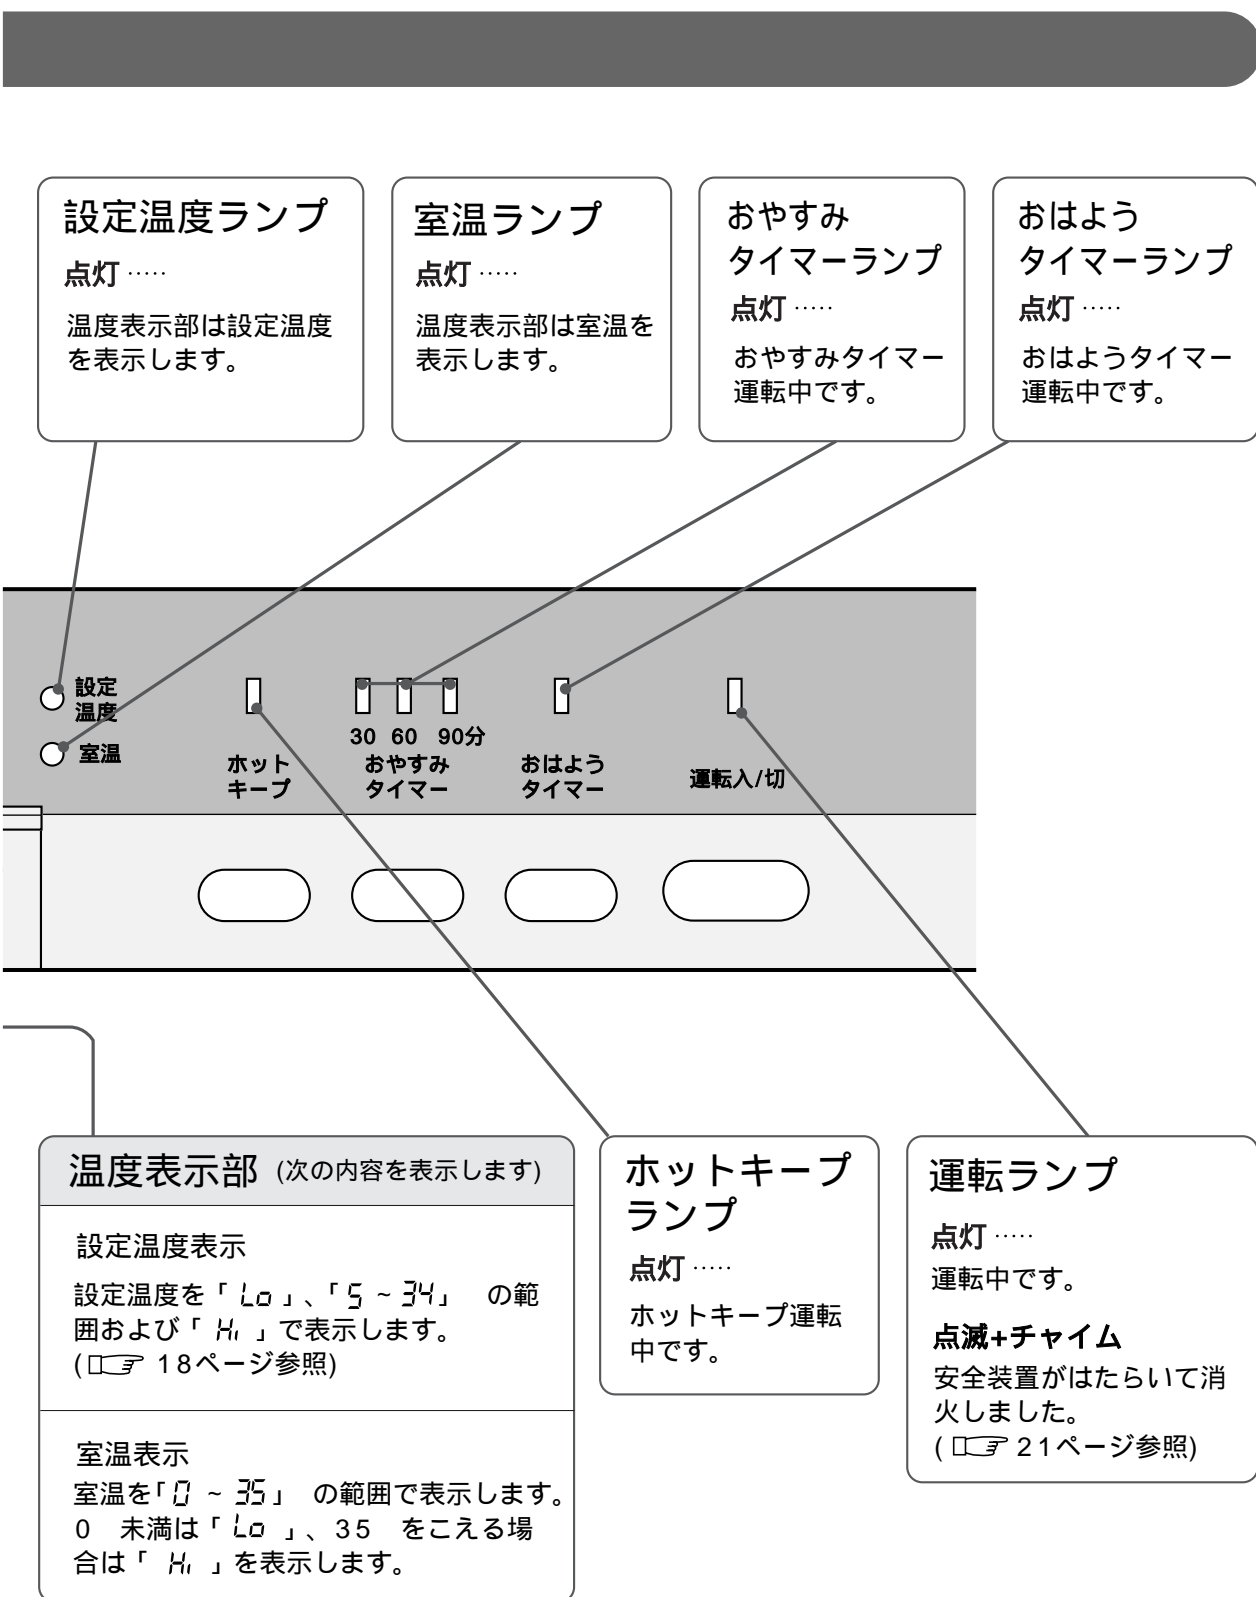 設定温度ランプ
点灯 ‥‥‥
温度表示部は設定温度
を表示します。
室温ランプ
点灯 ‥‥‥
温度表示部は室温を
表示します。
おやすみ
タイマーランプ
点灯 ‥‥‥
おやすみタイマー
運転中です。
おはよう
タイマーランプ
点灯 ‥‥‥
おはようタイマー
運転中です。
設定
温度
室温
ホット
キープ
30 60 90分
おやすみ
タイマー
おはよう
タイマー
運転入/切
温度表示部 (次の内容を表示します)
設定温度表示
設定温度を「Lo」、「5 ~ 34」 の範
囲および「Hi」で表示します。
(☞ 18ページ参照)
室温表示
室温を「0 ~ 35」 の範囲で表示します。
0 未満は「Lo」、35 をこえる場
合は「Hi」を表示します。
ホットキープ
ランプ
点灯 ‥‥‥
ホットキープ運転
中です。
運転ランプ
点灯 ‥‥‥
運転中です。
点滅+チャイム
安全装置がはたらいて消
火しました。
(☞ 21ページ参照)